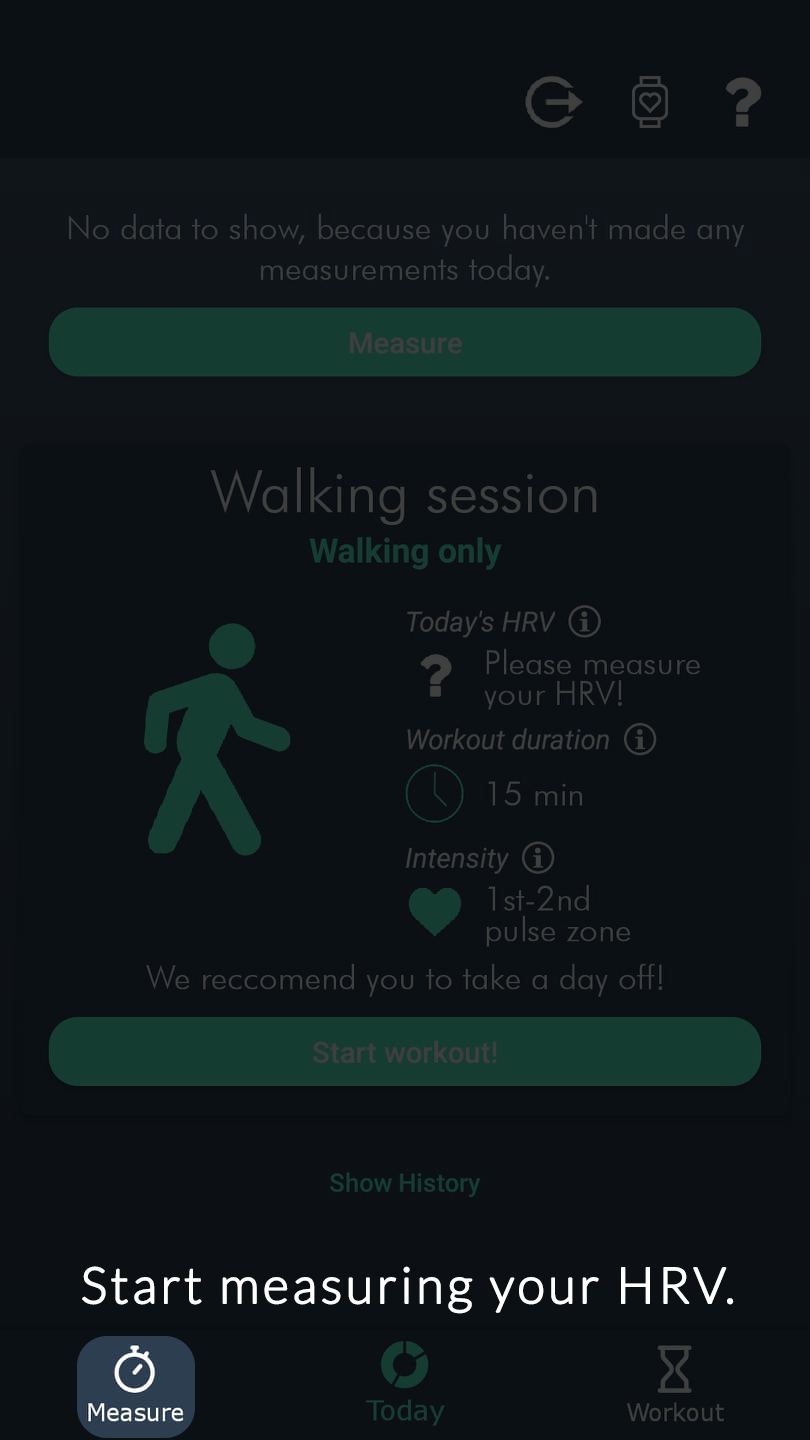 No data to show, because you haven't made any
measurements today.
Measure
Walking session
Walking only
Today's HRV
Please measure
your HRV!
Workout duration
15 min
Intensity
1st-2nd
pulse zone
We reccomend you to take a day off!
Start workout!
Show History
Start measuring your HRV.
Measure
Today
Workout